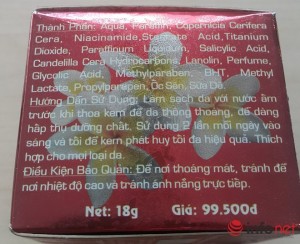 Thành Phần: Aqua, Paraffin, Copernicia Cerifera
Cera, Niacinamide, Stearate Acid, Titanium
Dioxide, Paraffinum Liquidum, Salicylic Acid,
Candelilla Cera Hydrocarbons, Lanolin, Perfume,
Glycolic Acid, Methylparaben, BHT, Methyl
Lactate, Propylparapen, Ốc Sên, Sữa Dê.
Hướng Dẫn Sử Dụng: Làm sạch da với nước ấm
trước khi thoa kem để da thông thoáng, dễ dàng
hấp thụ dưỡng chất. Sử dụng 2 lần mỗi ngày vào
sáng và tối để kem phát huy tối đa hiệu quả. Thích
hợp cho mọi loại da.
Điều Kiện Bảo Quản: Để nơi thoáng mát, tránh để
nơi nhiệt độ cao và tránh ánh nắng trực tiếp.
Net: 18g Giá: 99.500đ